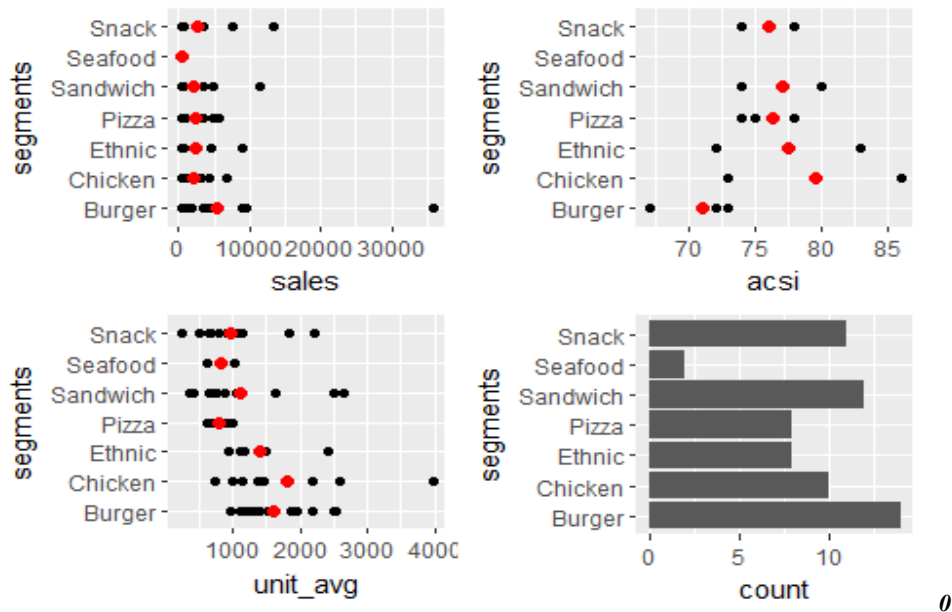 segments
Snack
Seafood
Sandwich
Pizza
Ethnic
Chicken
Burger
0 10000 20000 30000
sales
segments
Snack
Seafood
Sandwich
Pizza
Ethnic
Chicken
Burger
70 75 80 85
acsi
segments
Snack
Seafood
Sandwich
Pizza
Ethnic
Chicken
Burger
1000 2000 3000 4000
unit_avg
segments
Snack
Seafood
Sandwich
Pizza
Ethnic
Chicken
Burger
0 5 10
count
0